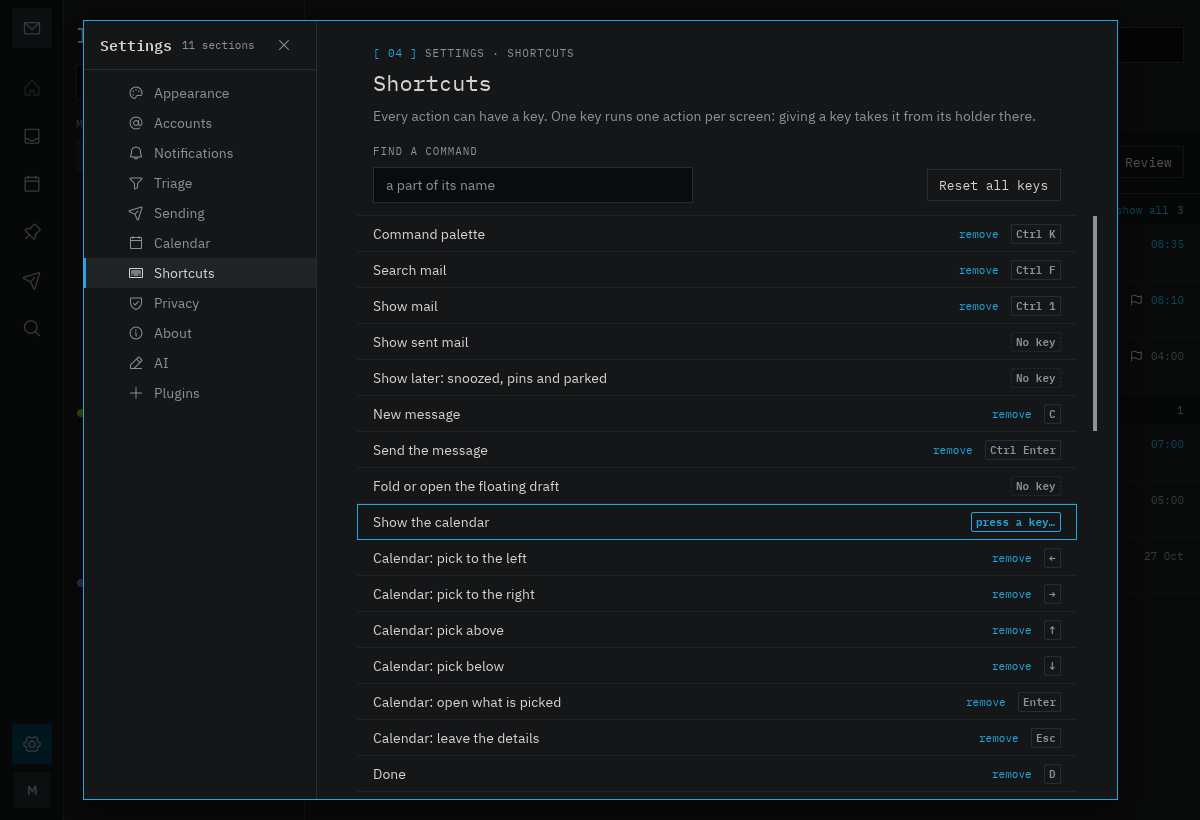 Settings 11 sections
Appearance
Accounts
Notifications
Triage
Sending
Calendar
Shortcuts
Privacy
About
AI
Plugins
[ 04 ] SETTINGS · SHORTCUTS
Shortcuts
Every action can have a key. One key runs one action per screen: giving a key takes it from its holder there.
FIND A COMMAND
a part of its name
Reset all keys
Command palette remove Ctrl K
Search mail remove Ctrl F
Show mail remove Ctrl 1
Show sent mail No key
Show later: snoozed, pins and parked No key
New message remove C
Send the message remove Ctrl Enter
Fold or open the floating draft No key
Show the calendar press a key…
Calendar: pick to the left remove ←
Calendar: pick to the right remove →
Calendar: pick above remove ↑
Calendar: pick below remove ↓
Calendar: open what is picked remove Enter
Calendar: leave the details remove Esc
Done remove D
Review
show all 3
08:35
08:10
04:00
1
07:00
05:00
27 Oct
M